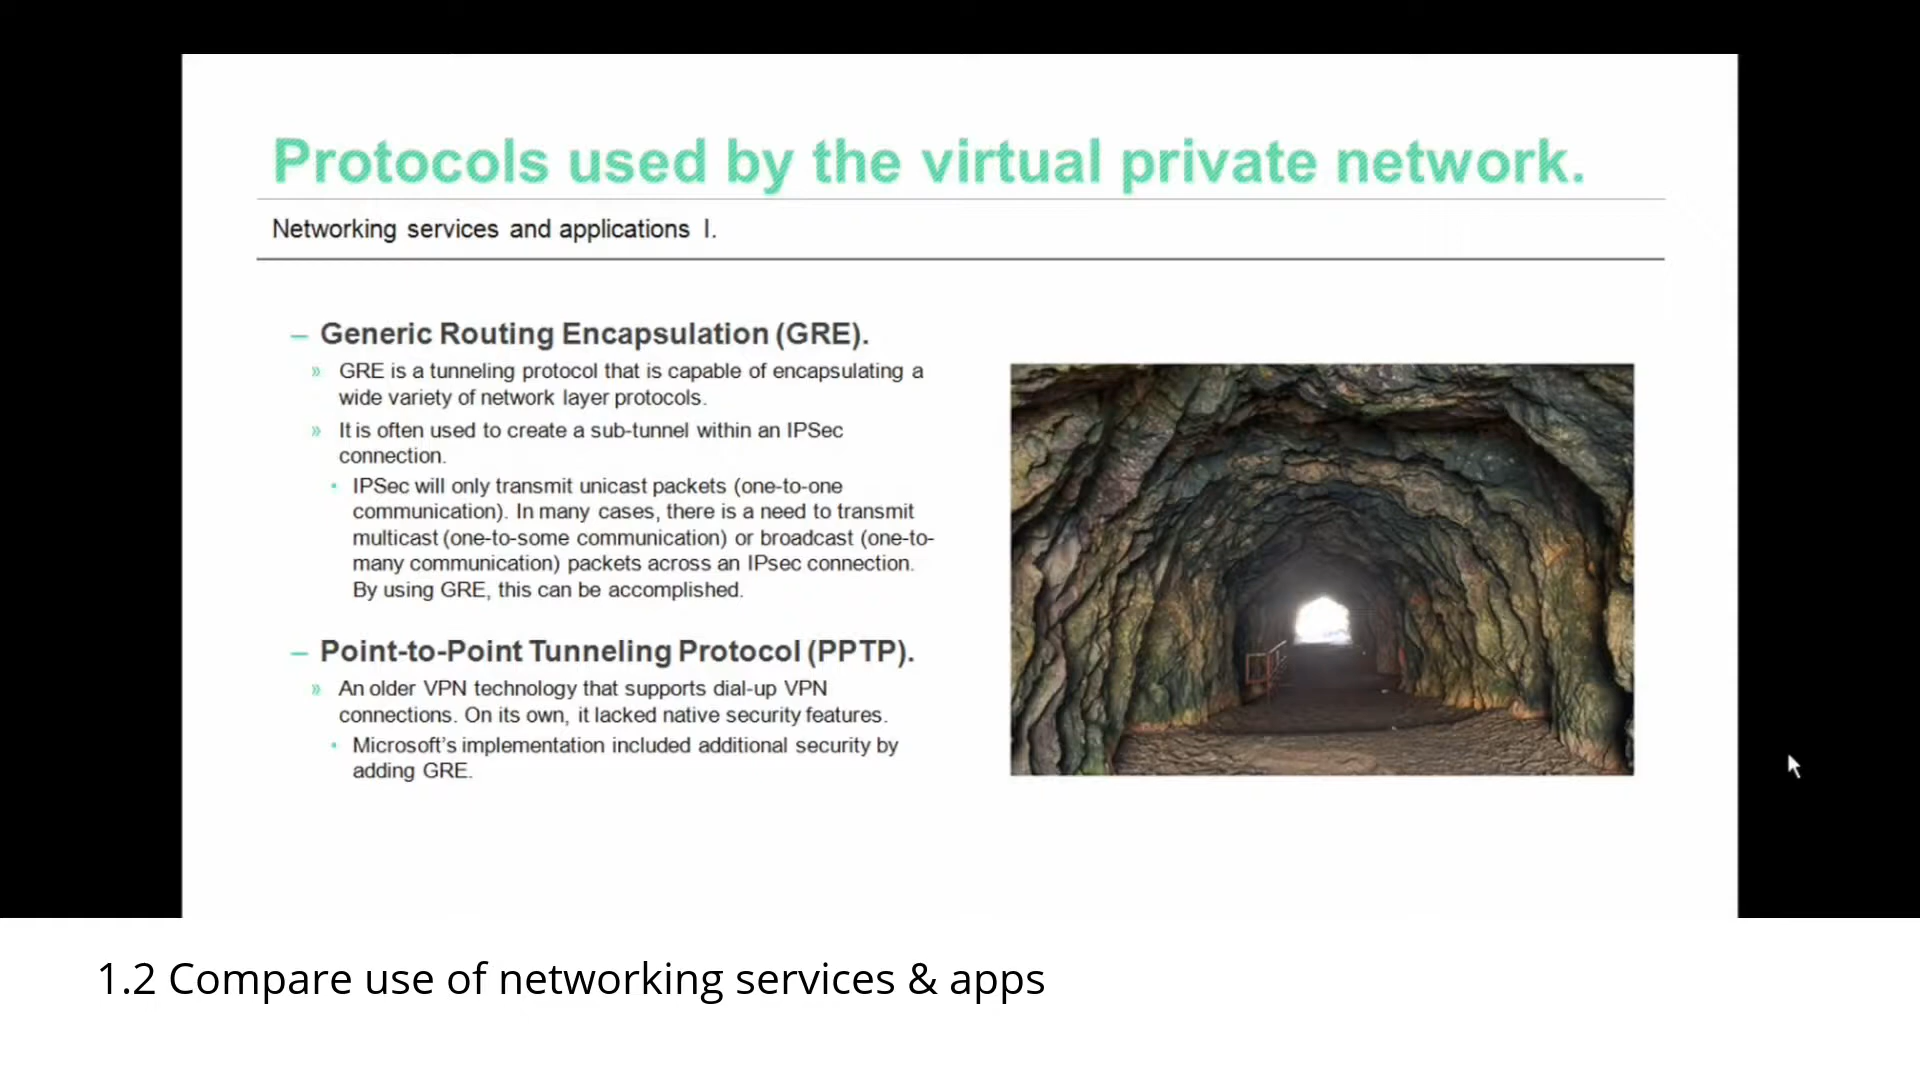 Protocols used by the virtual private network.
Networking services and applications I.
– Generic Routing Encapsulation (GRE).
» GRE is a tunneling protocol that is capable of encapsulating a
wide variety of network layer protocols.
» It is often used to create a sub-tunnel within an IPSec
connection.
• IPSec will only transmit unicast packets (one-to-one
communication). In many cases, there is a need to transmit
multicast (one-to-some communication) or broadcast (one-to-
many communication) packets across an IPsec connection.
By using GRE, this can be accomplished.
– Point-to-Point Tunneling Protocol (PPTP).
» An older VPN technology that supports dial-up VPN
connections. On its own, it lacked native security features.
• Microsoft’s implementation included additional security by
adding GRE.
1.2 Compare use of networking services & apps